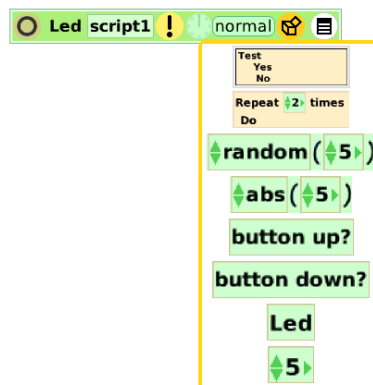 Led script1 ! normal
Test
Yes
No
Repeat 2 times
Do
random ( 5 )
abs ( 5 )
button up?
button down?
Led
5